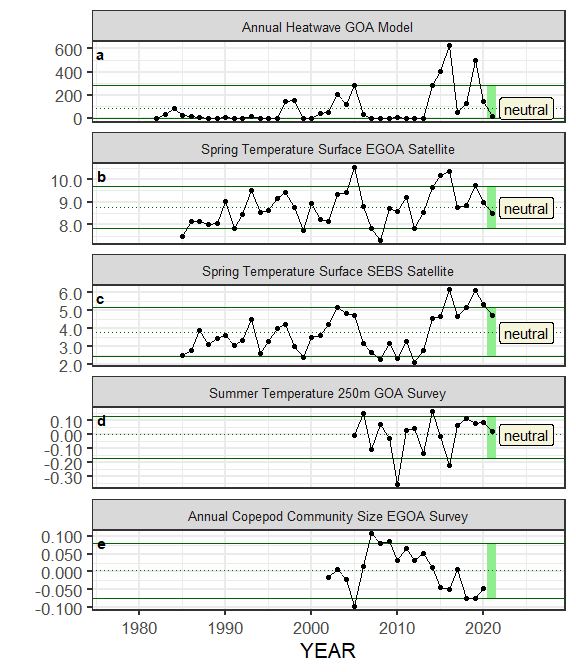 Annual Heatwave GOA Model
a
600
400
200
0
neutral
Spring Temperature Surface EGOA Satellite
b
10.0
9.0
8.0
neutral
Spring Temperature Surface SEBS Satellite
c
6.0
5.0
4.0
3.0
2.0
neutral
Summer Temperature 250m GOA Survey
d
0.10
0.00
-0.10
-0.20
-0.30
neutral
Annual Copepod Community Size EGOA Survey
e
0.100
0.050
0.000
-0.050
-0.100
1980 1990 2000 2010 2020
YEAR